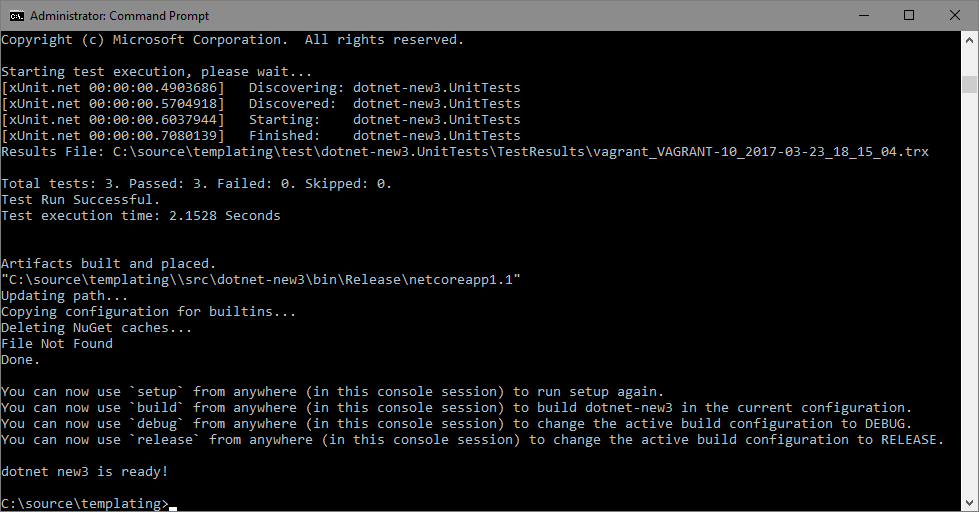 Administrator: Command Prompt
Copyright (c) Microsoft Corporation.  All rights reserved.
Starting test execution, please wait...
[xUnit.net 00:00:00.4903686]   Discovering: dotnet-new3.UnitTests
[xUnit.net 00:00:00.5704918]   Discovered:  dotnet-new3.UnitTests
[xUnit.net 00:00:00.6037944]   Starting:    dotnet-new3.UnitTests
[xUnit.net 00:00:00.7080139]   Finished:    dotnet-new3.UnitTests
Results File: C:\source\templating\test\dotnet-new3.UnitTests\TestResults\vagrant_VAGRANT-10_2017-03-23_18_15_04.trx
Total tests: 3. Passed: 3. Failed: 0. Skipped: 0.
Test Run Successful.
Test execution time: 2.1528 Seconds
Artifacts built and placed.
"C:\source\templating\\src\dotnet-new3\bin\Release\netcoreapp1.1"
Updating path...
Copying configuration for builtins...
Deleting NuGet caches...
File Not Found
Done.
You can now use `setup` from anywhere (in this console session) to run setup again.
You can now use `build` from anywhere (in this console session) to build dotnet-new3 in the current configuration.
You can now use `debug` from anywhere (in this console session) to change the active build configuration to DEBUG.
You can now use `release` from anywhere (in this console session) to change the active build configuration to RELEASE.
dotnet new3 is ready!
C:\source\templating>